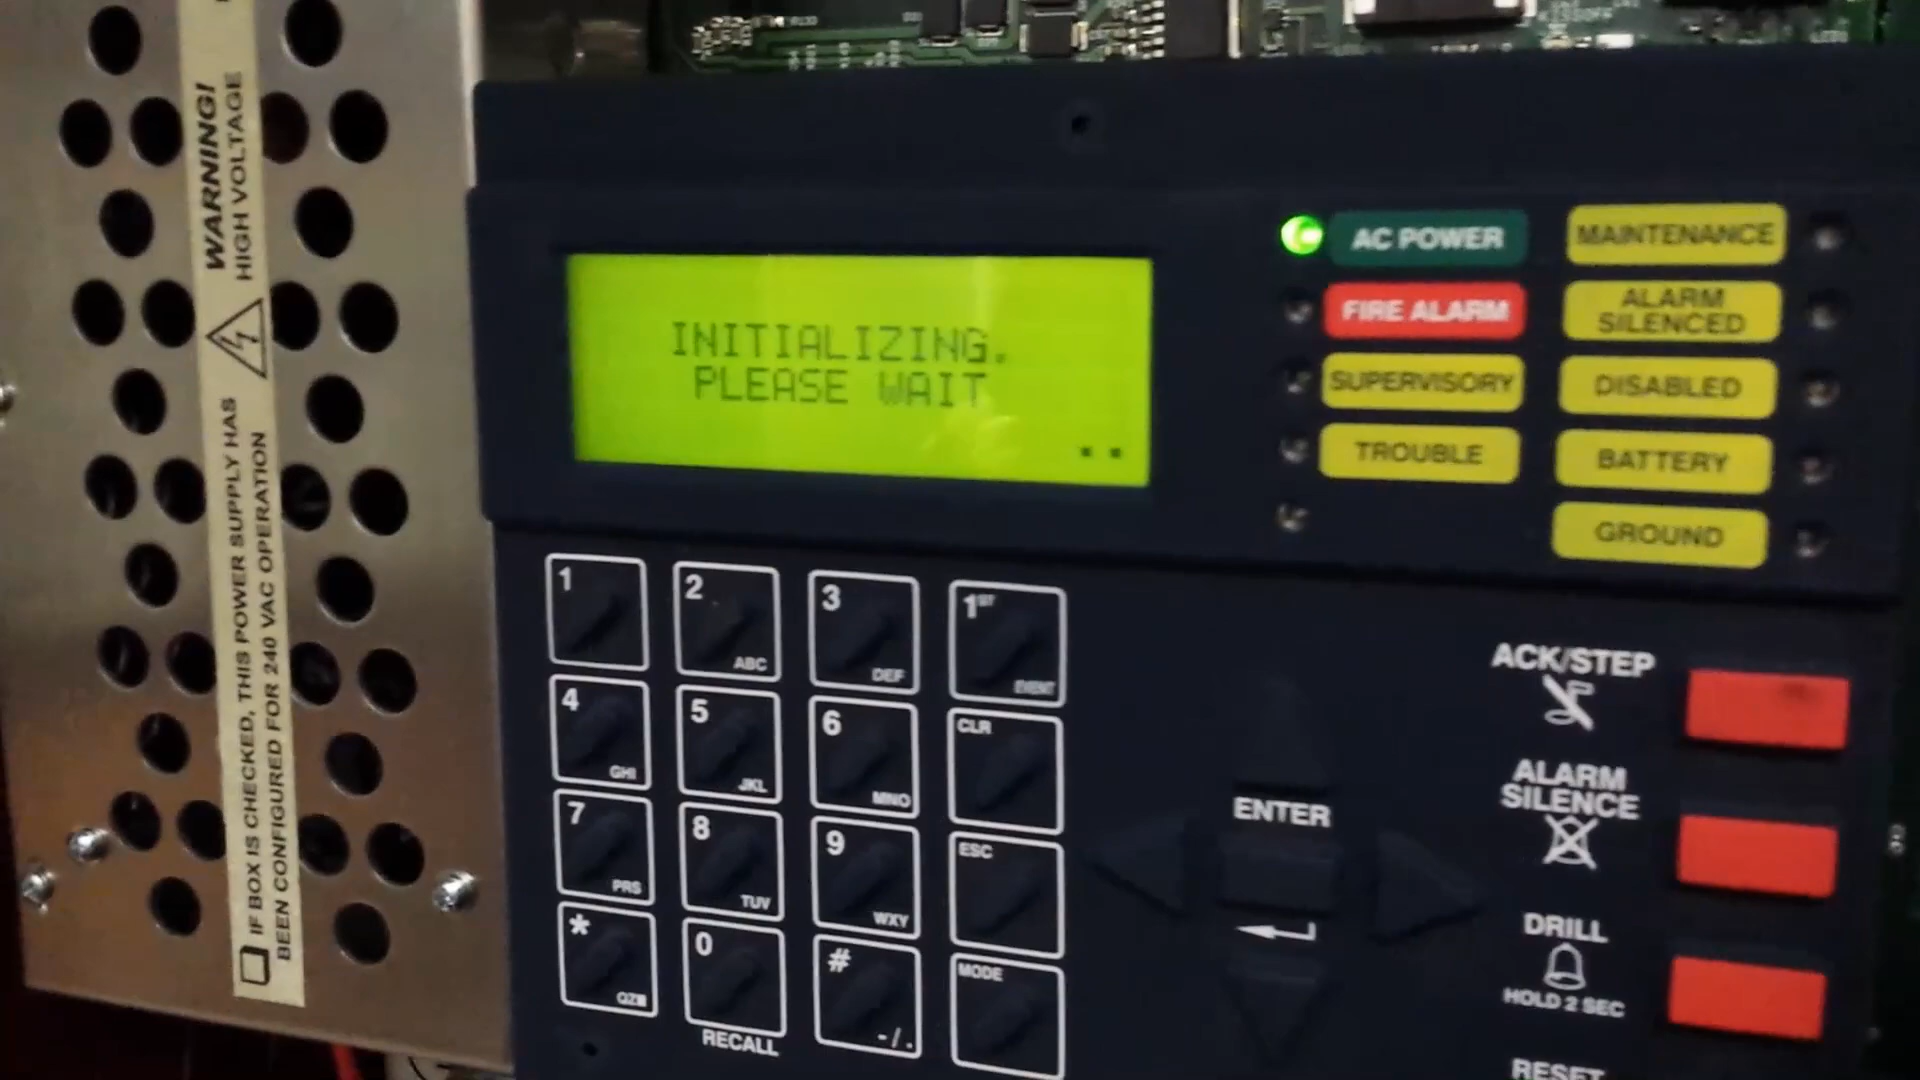 WARNING!
HIGH VOLTAGE
IF BOX IS CHECKED, THIS POWER SUPPLY HAS
BEEN CONFIGURED FOR 240 VAC OPERATION
INITIALIZING.
PLEASE WAIT
..
AC POWER
FIRE ALARM
SUPERVISORY
TROUBLE
MAINTENANCE
ALARM
SILENCED
DISABLED
BATTERY
GROUND
1
2
ABC
3
DEF
1ST
EVENT
4
GHI
5
JKL
6
MNO
CLR
7
PRS
8
TUV
9
WXY
ESC
*
0
RECALL
#
-/.
MODE
ENTER
ACK/STEP
ALARM
SILENCE
DRILL
HOLD 2 SEC
RESET